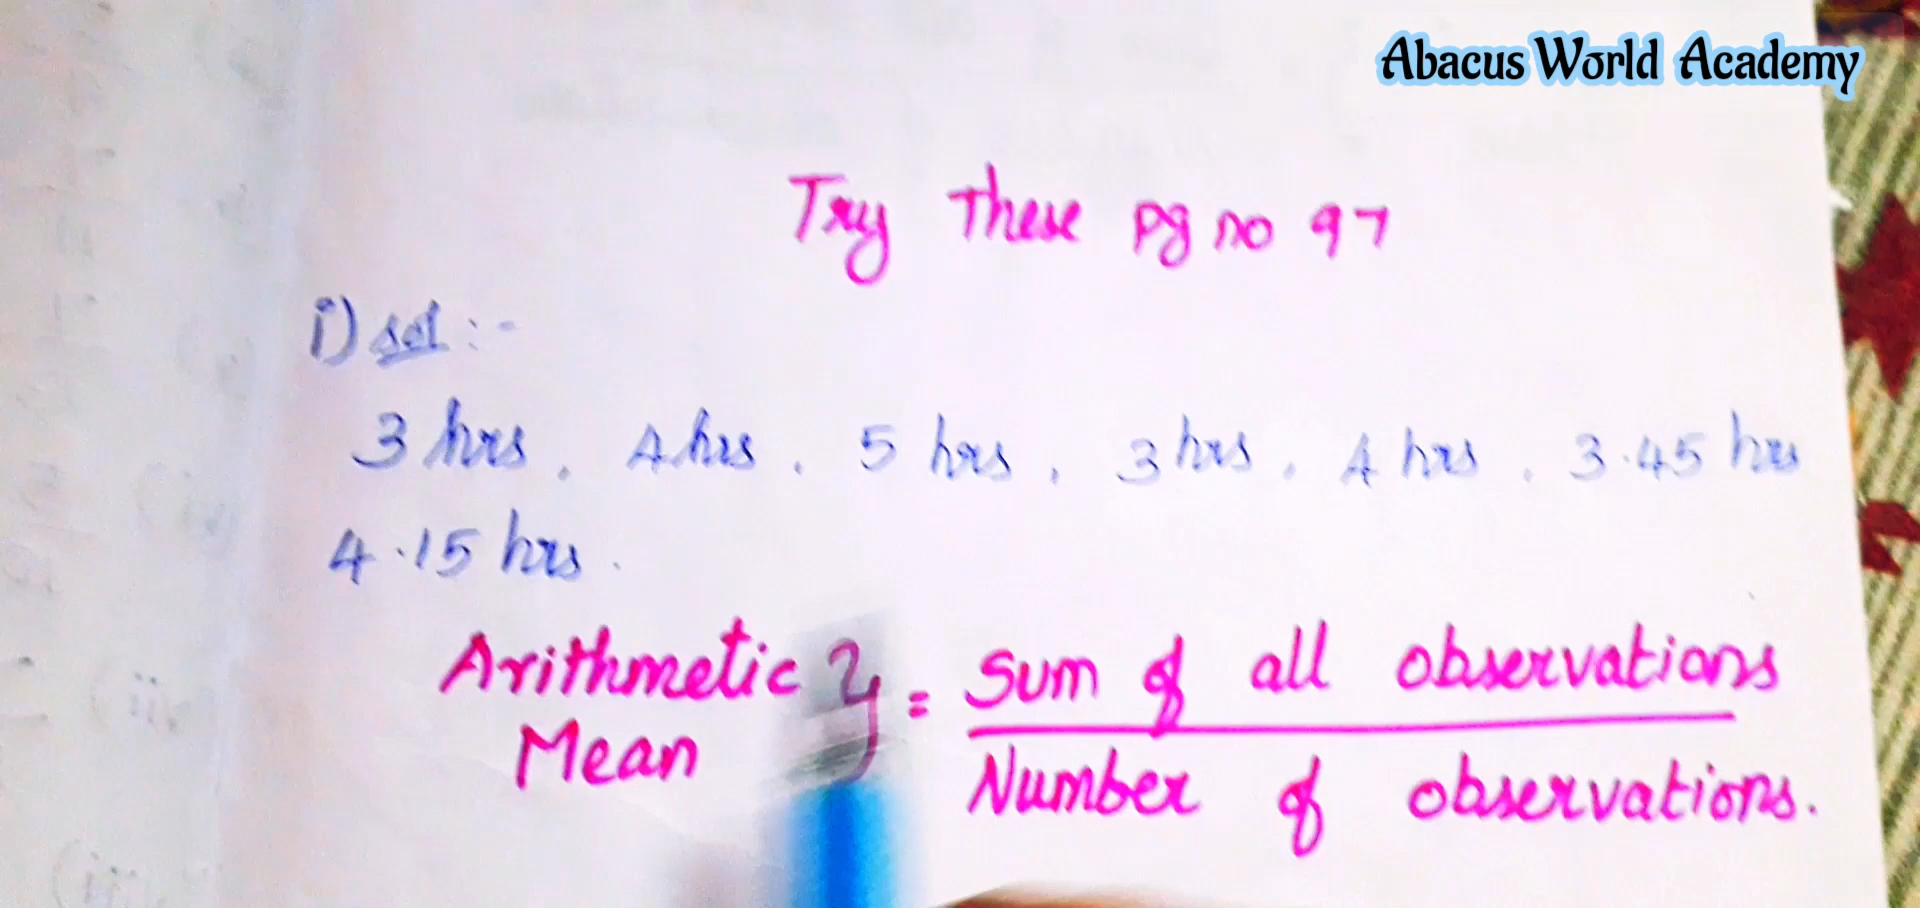 Abacus World Academy
Try These pg no 97
i) sol :-
3 hrs, 4 hrs, 5 hrs, 3 hrs, 4 hrs, 3.45 hrs
4.15 hrs.
Arithmetic } = Sum of all observations
Mean Number of observations.